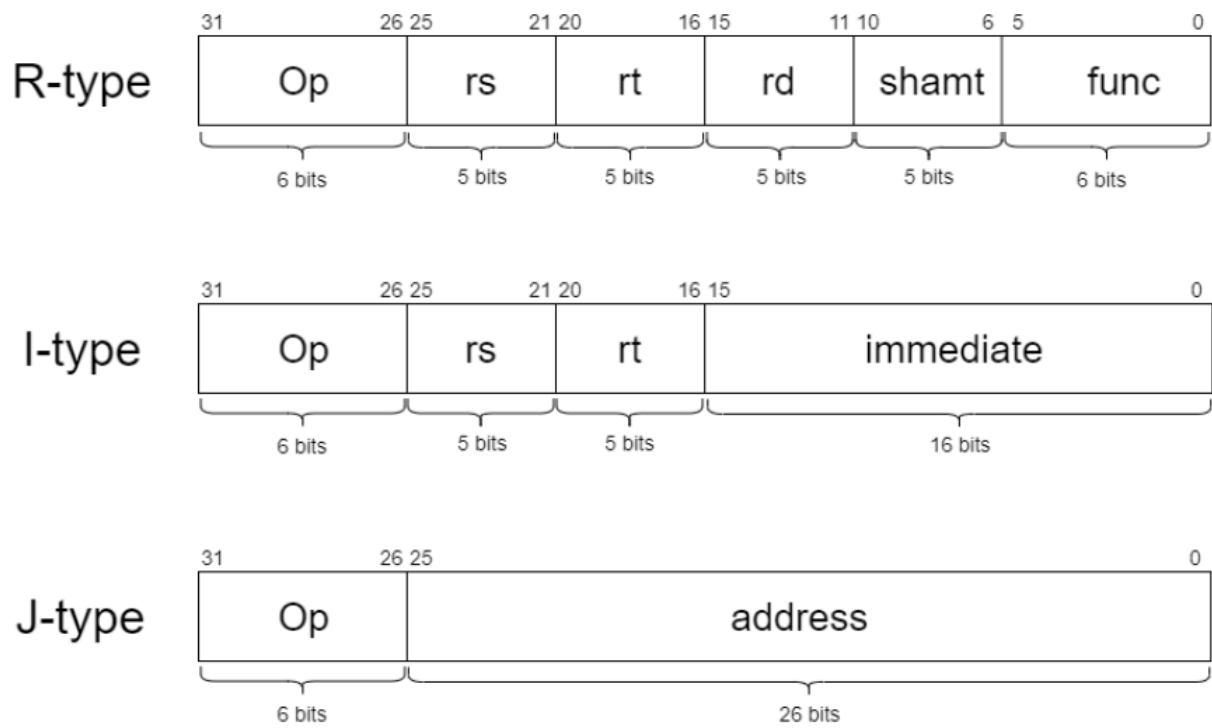 31 26 25 21 20 16 15 11 10 6 5 0
R-type Op rs rt rd shamt func
6 bits 5 bits 5 bits 5 bits 5 bits 6 bits
31 26 25 21 20 16 15 0
I-type Op rs rt immediate
6 bits 5 bits 5 bits 16 bits
31 26 25 0
J-type Op address
6 bits 26 bits